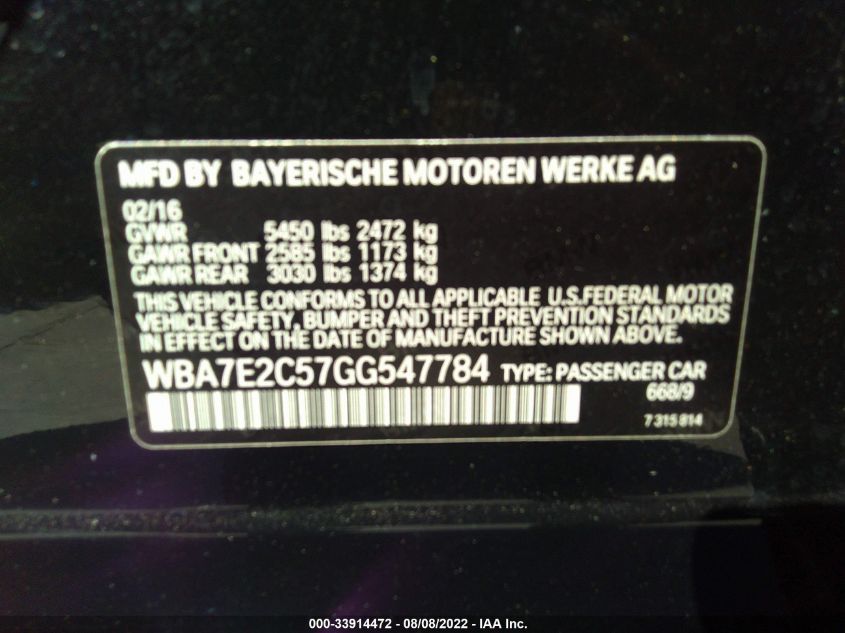 MFD BY BAYERISCHE MOTOREN WERKE AG
02/16
GVWR 5450 lbs 2472 kg
GAWR FRONT 2585 lbs 1173 kg
GAWR REAR 3030 lbs 1374 kg
THIS VEHICLE CONFORMS TO ALL APPLICABLE U.S.FEDERAL MOTOR
VEHICLE SAFETY, BUMPER AND THEFT PREVENTION STANDARDS
IN EFFECT ON THE DATE OF MANUFACTURE SHOWN ABOVE.
WBA7E2C57GG547784 TYPE: PASSENGER CAR
668/9
7 315 814
000-33914472 - 08/08/2022 - IAA Inc.